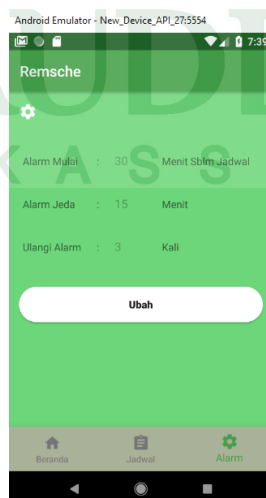 Android Emulator - New_Device_API_27:5554
7:39
Remsche
Alarm Mulai : 30 Menit Sblm Jadwal
Alarm Jeda : 15 Menit
Ulangi Alarm : 3 Kali
Ubah
Beranda Jadwal Alarm